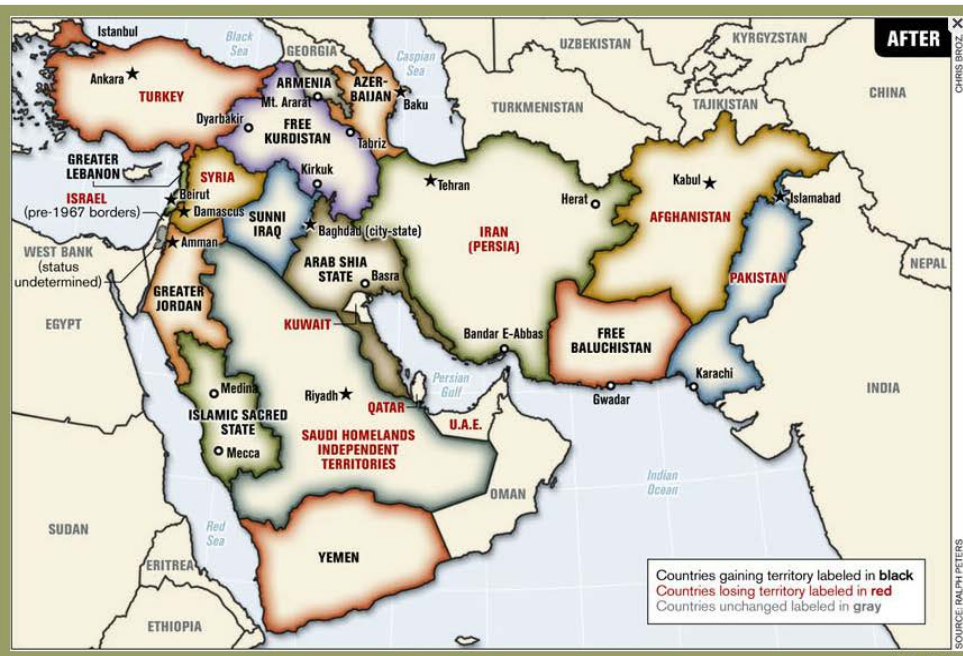 AFTER
Istanbul
Black
Sea
GEORGIA
Caspian
Sea
UZBEKISTAN
KYRGYZSTAN
CHINA
Ankara
TURKEY
ARMENIA
Mt. Ararat
AZER-
BAIJAN
Baku
TURKMENISTAN
TAJIKISTAN
Dyarbakir
FREE
KURDISTAN
Tabriz
GREATER
LEBANON
SYRIA
Kirkuk
Tehran
Herat
Kabul
Islamabad
ISRAEL
(pre-1967 borders)
Beirut
Damascus
SUNNI
IRAQ
Baghdad (city-state)
IRAN
(PERSIA)
AFGHANISTAN
WEST BANK
(status
undetermined)
Amman
ARAB SHIA
STATE
Basra
PAKISTAN
NEPAL
GREATER
JORDAN
EGYPT
KUWAIT
Bandar E-Abbas
FREE
BALUCHISTAN
Karachi
INDIA
Medina
ISLAMIC SACRED
STATE
Mecca
Riyadh
Persian
Gulf
QATAR
U.A.E.
Gwadar
SAUDI HOMELANDS
INDEPENDENT
TERRITORIES
Indian
Ocean
OMAN
SUDAN
Red
Sea
YEMEN
ERITREA
ETHIOPIA
Countries gaining territory labeled in black
Countries losing territory labeled in red
Countries unchanged labeled in gray
CHRIS BROZ
SOURCE: RALPH PETERS